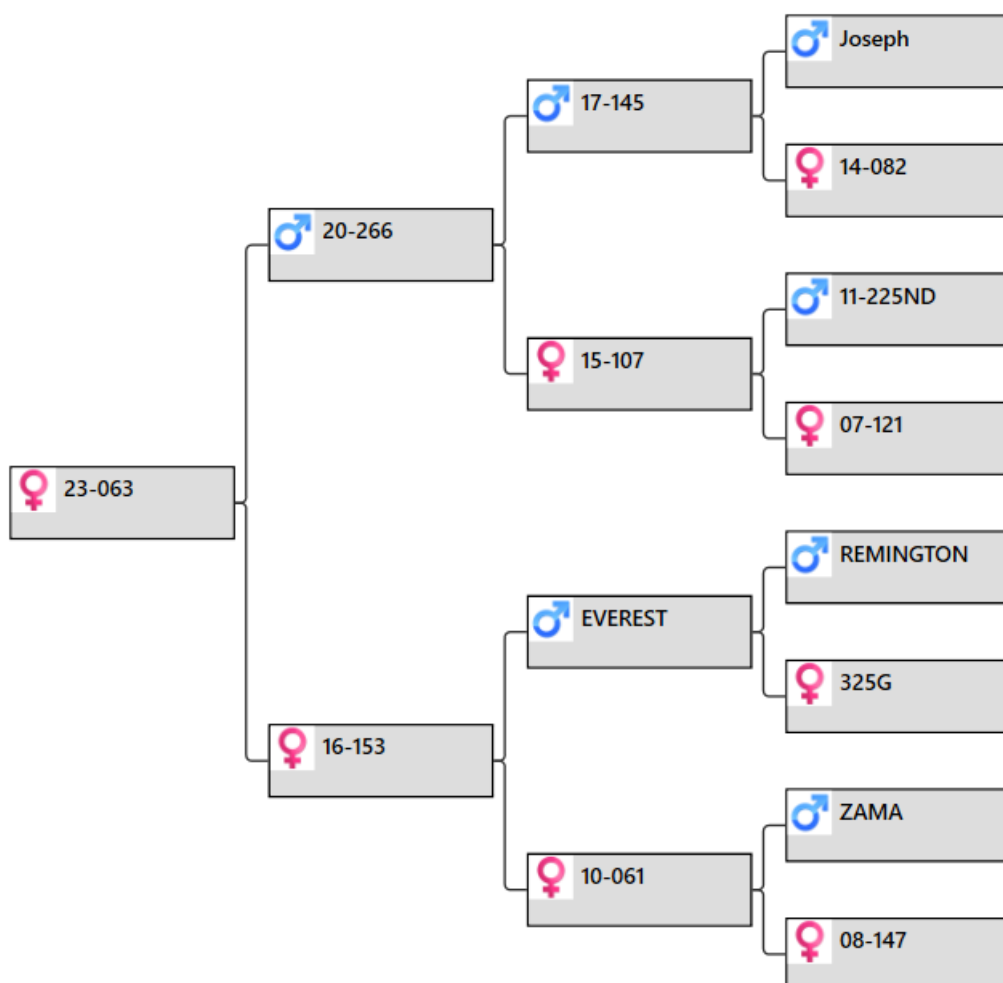 Joseph
17-145
14-082
20-266
11-225ND
15-107
07-121
23-063
REMINGTON
EVEREST
325G
16-153
ZAMA
10-061
08-147